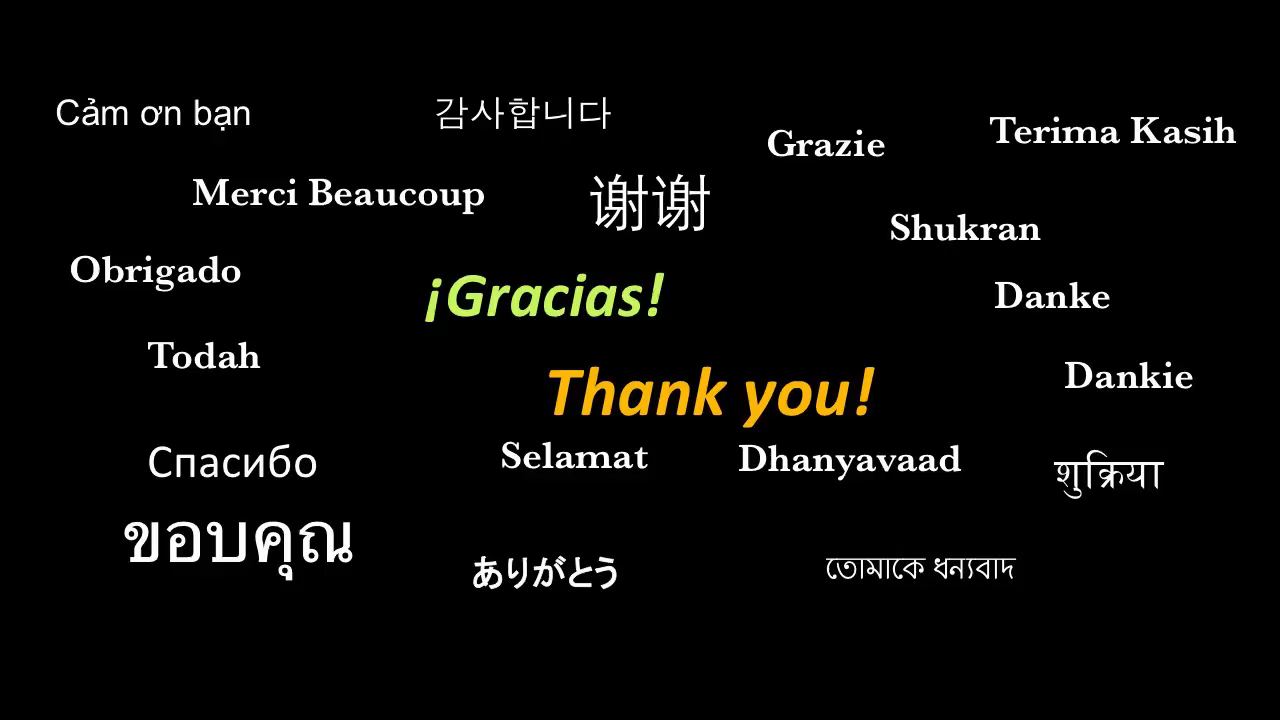 Cảm ơn bạn
감사합니다
Grazie
Terima Kasih
Merci Beaucoup
谢谢
Shukran
Obrigado
¡Gracias!
Danke
Todah
Thank you!
Dankie
Спасибо
Selamat
Dhanyavaad
शुक्रिया
ขอบคุณ
ありがとう
তোমাকে ধন্যবাদ